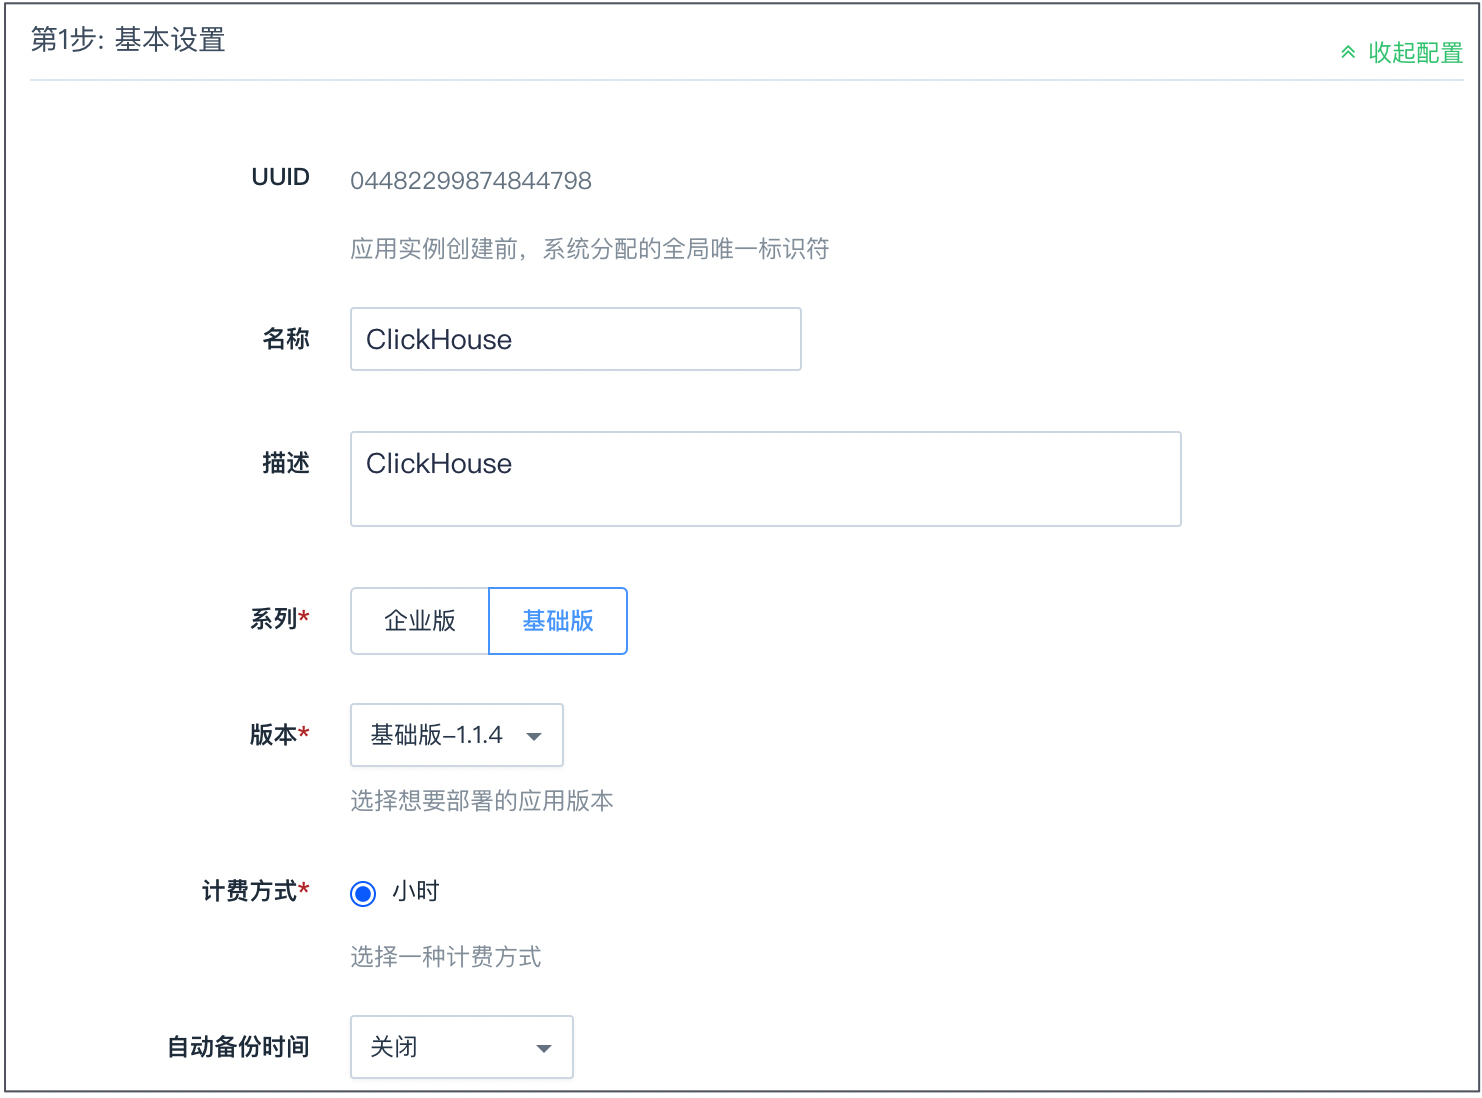 第1步: 基本设置
收起配置
UUID
04482299874844798
应用实例创建前，系统分配的全局唯一标识符
名称
ClickHouse
描述
ClickHouse
系列*
企业版
基础版
版本*
基础版-1.1.4
选择想要部署的应用版本
计费方式*
小时
选择一种计费方式
自动备份时间
关闭